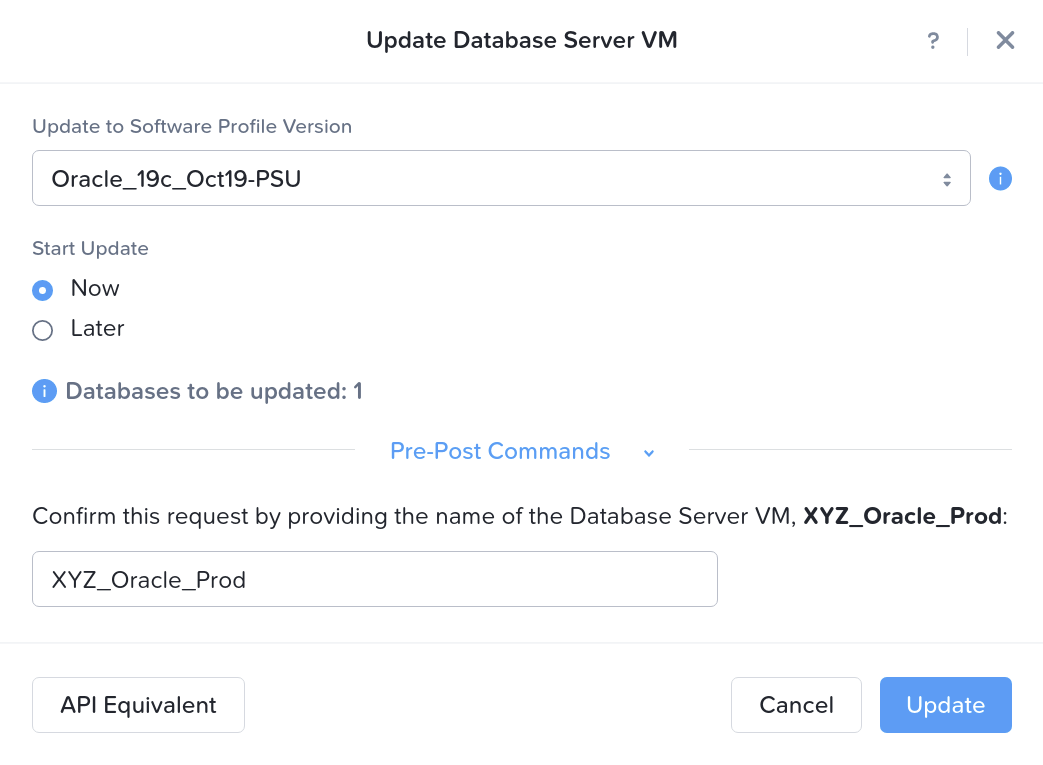 Update Database Server VM
?
Update to Software Profile Version
Oracle_19c_Oct19-PSU
Start Update
Now
Later
Databases to be updated: 1
Pre-Post Commands
Confirm this request by providing the name of the Database Server VM, XYZ_Oracle_Prod:
XYZ_Oracle_Prod
API Equivalent
Cancel
Update